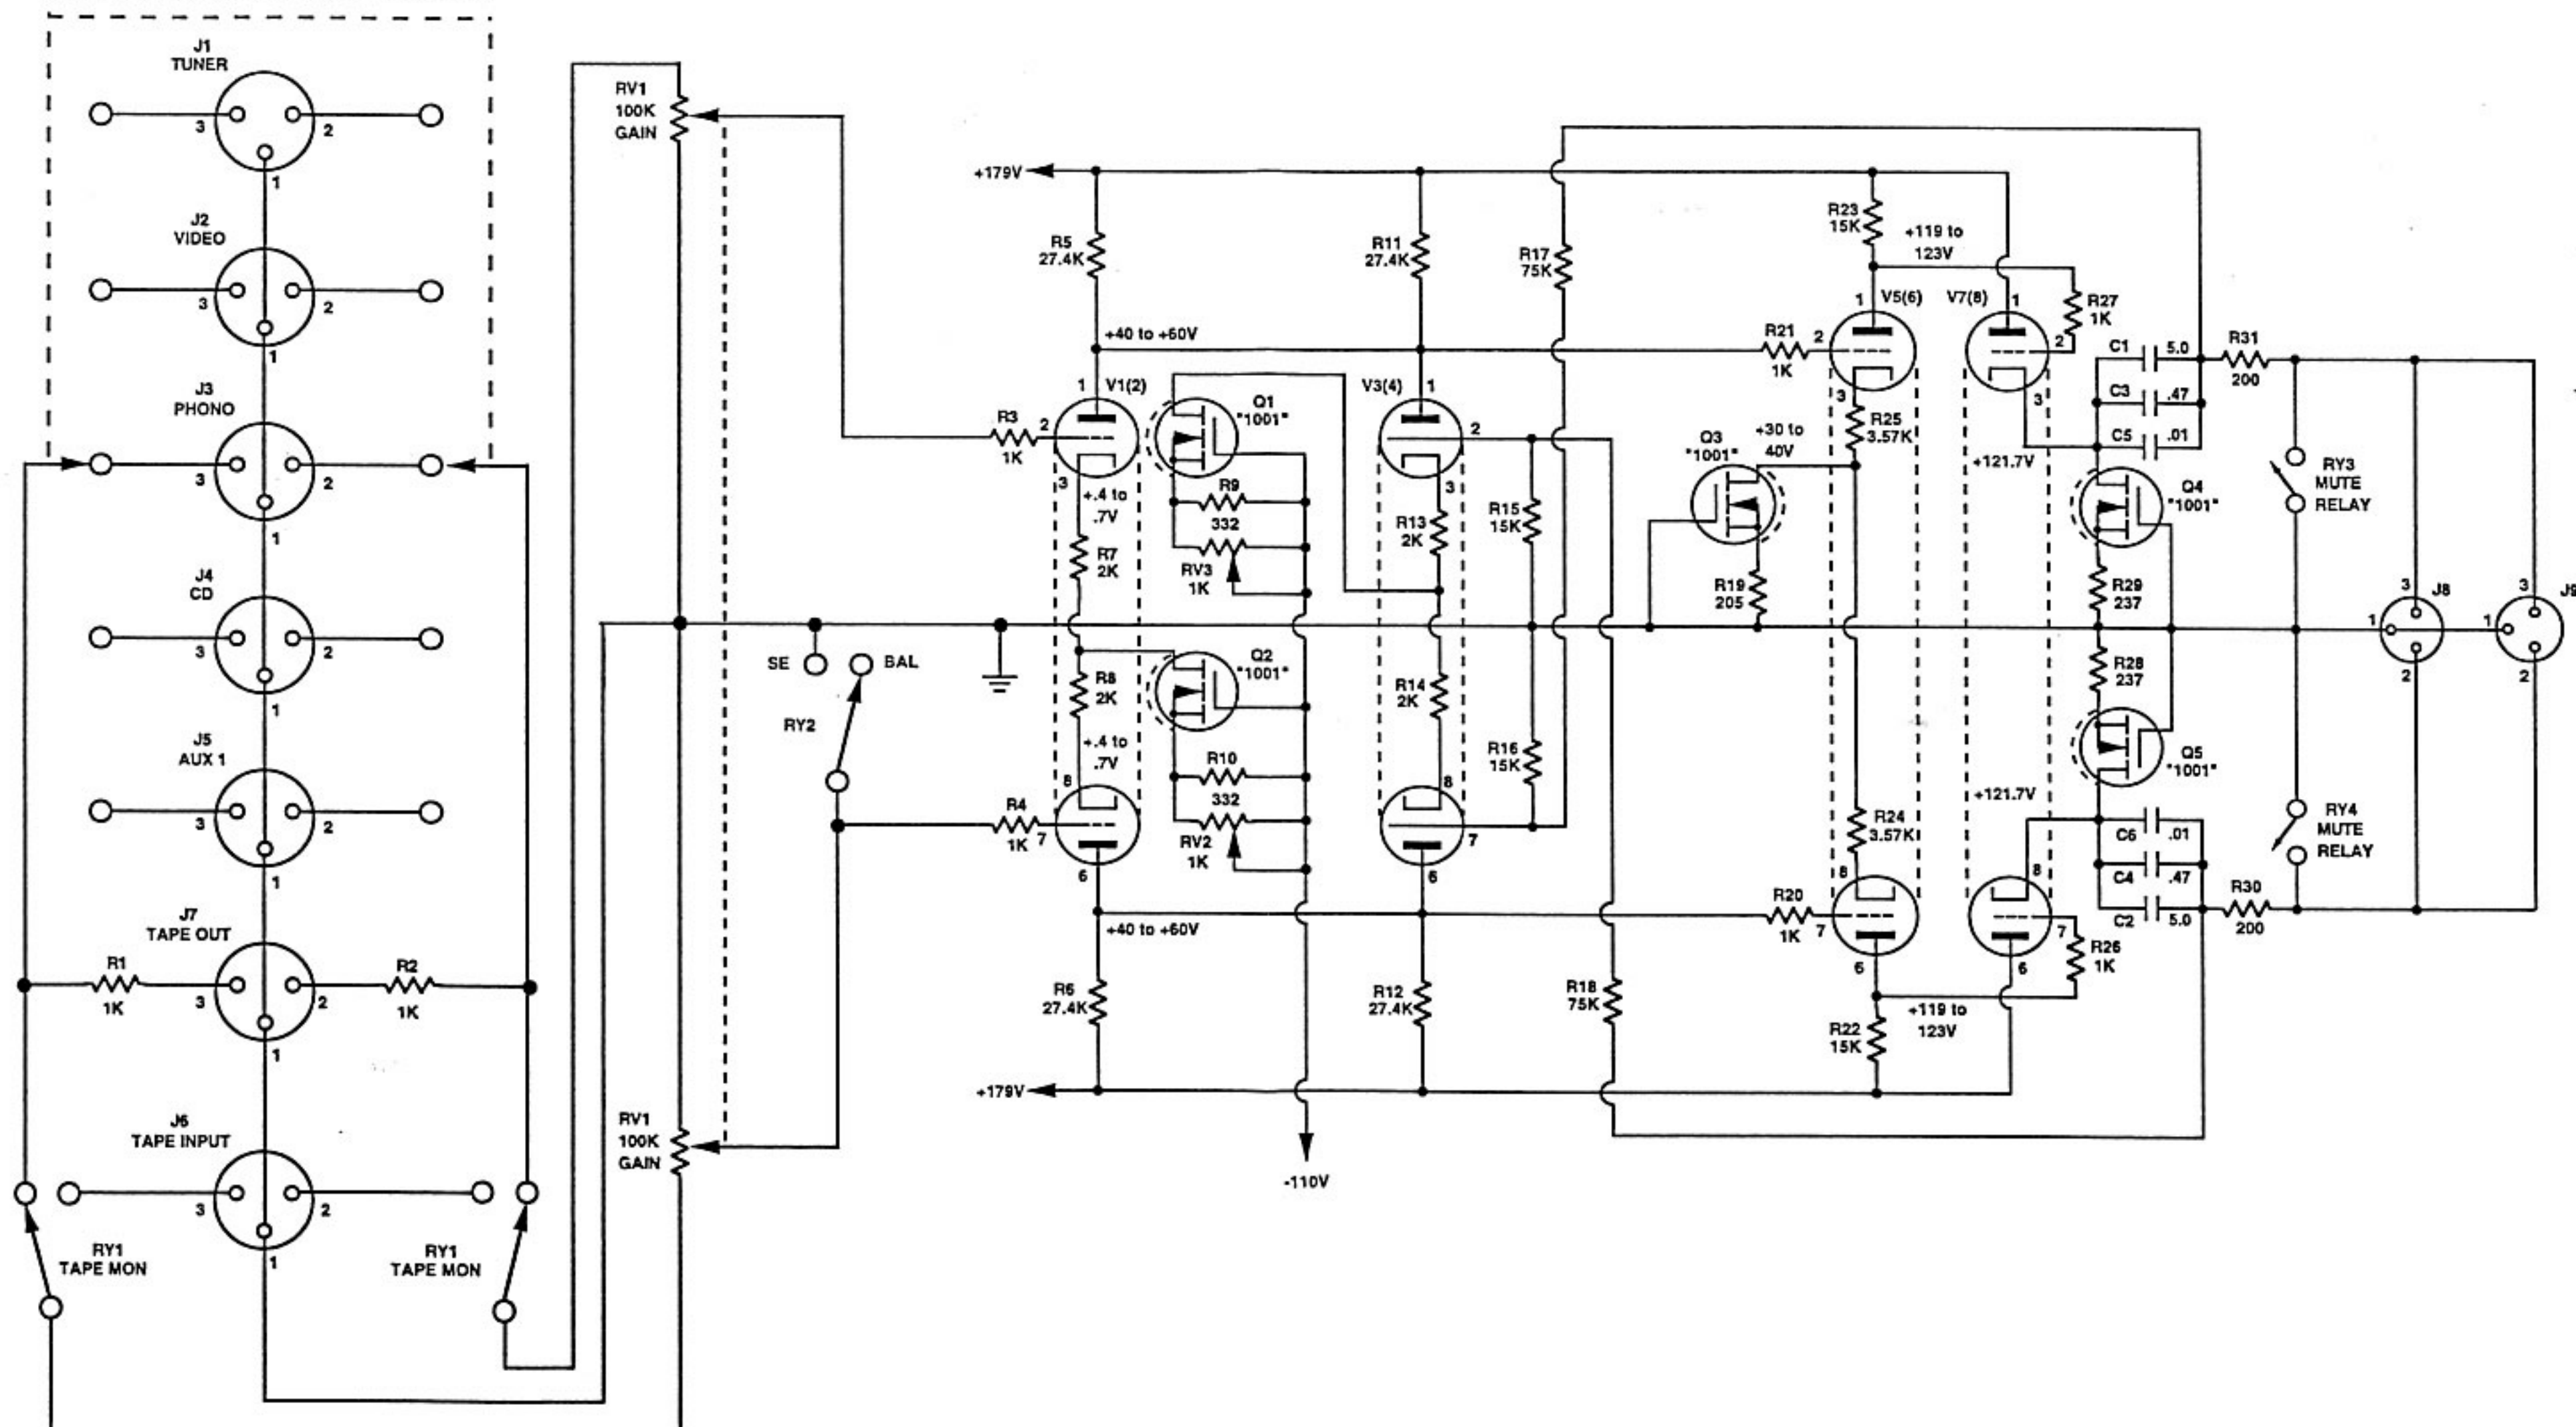 J1
TUNER
3
2
1
J2
VIDEO
3
2
1
J3
PHONO
3
2
1
J4
CD
3
2
1
J5
AUX 1
3
2
1
J7
TAPE OUT
R1
1K
3
2
R2
1K
1
J6
TAPE INPUT
3
2
1
RY1
TAPE MON
RY1
TAPE MON
RV1
100K
GAIN
SE
BAL
RY2
RV1
100K
GAIN
+179V
R5
27.4K
+40 to +60V
1
V1(2)
R3
1K
2
3
+.4 to
.7V
R7
2K
R8
2K
+.4 to
.7V
8
R4
1K
7
6
+40 to +60V
R6
27.4K
+179V
Q1
"1001"
R9
332
RV3
1K
Q2
"1001"
R10
332
RV2
1K
-110V
R11
27.4K
V3(4)
1
2
3
R13
2K
R14
2K
8
7
6
R12
27.4K
R17
75K
R15
15K
R16
15K
R18
75K
R23
15K
+119 to
123V
1
V5(6)
R21
1K
2
3
R25
3.57K
Q3
"1001"
+30 to
40V
R19
205
R24
3.57K
8
R20
1K
7
6
+119 to
123V
R22
15K
V7(8)
1
R27
1K
2
3
+121.7V
C1
5.0
C3
.47
C5
.01
Q4
"1001"
R29
237
R28
237
Q5
"1001"
+121.7V
C6
.01
C4
.47
C2
5.0
8
7
R26
1K
6
R31
200
RY3
MUTE
RELAY
RY4
MUTE
RELAY
R30
200
3
J8
1
2
3
J9
1
2